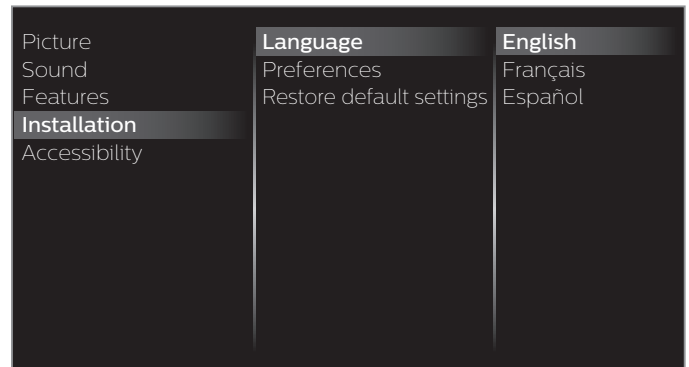 Picture
Sound
Features
Installation
Accessibility
Language
Preferences
Restore default settings
English
Français
Español